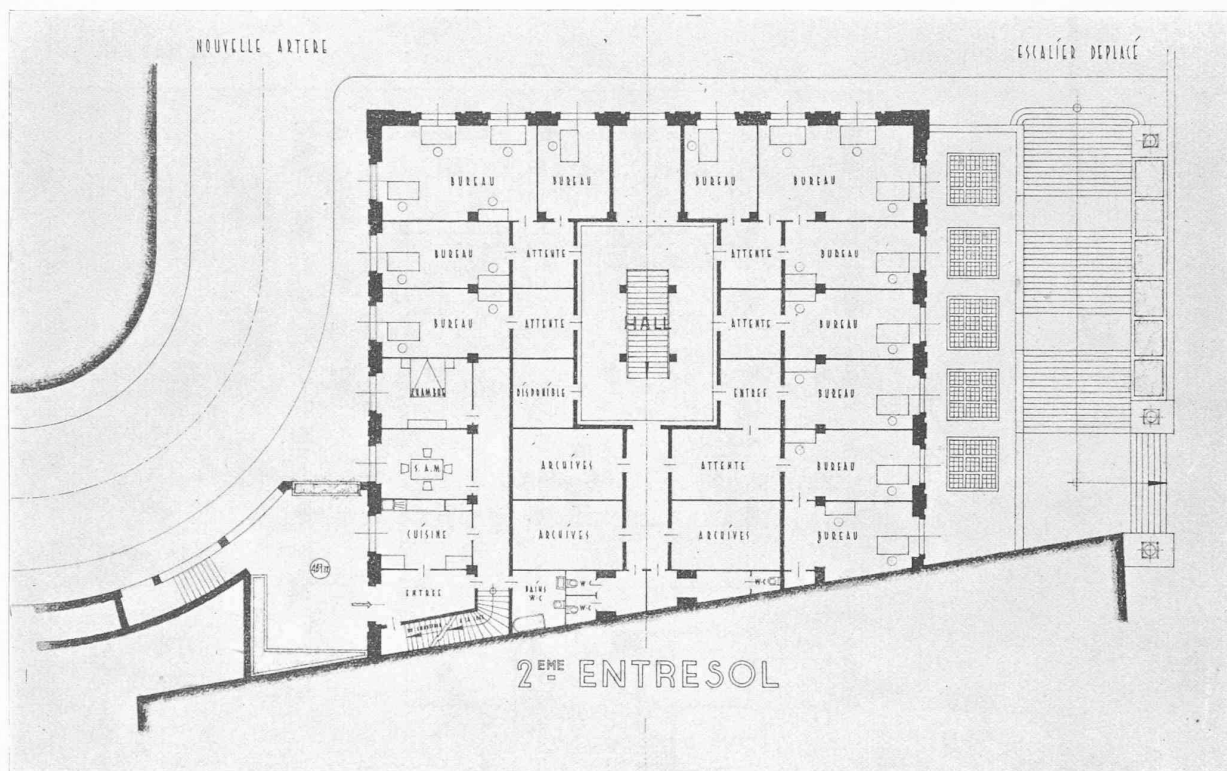 NOUVELLE ARTERE
ESCALIER DEPLACÉ
BUREAU BUREAU BUREAU BUREAU
BUREAU ATTENTE ATTENTE BUREAU
BUREAU ATTENTE HALL ATTENTE BUREAU
CHAMBRE DISPONIBLE ENTREE BUREAU
S.A.M ARCHIVES ATTENTE BUREAU
CUISINE ARCHIVES ARCHIVES BUREAU
ENTREE BAINS W-C W-C W-C
W-C
2EME ENTRESOL